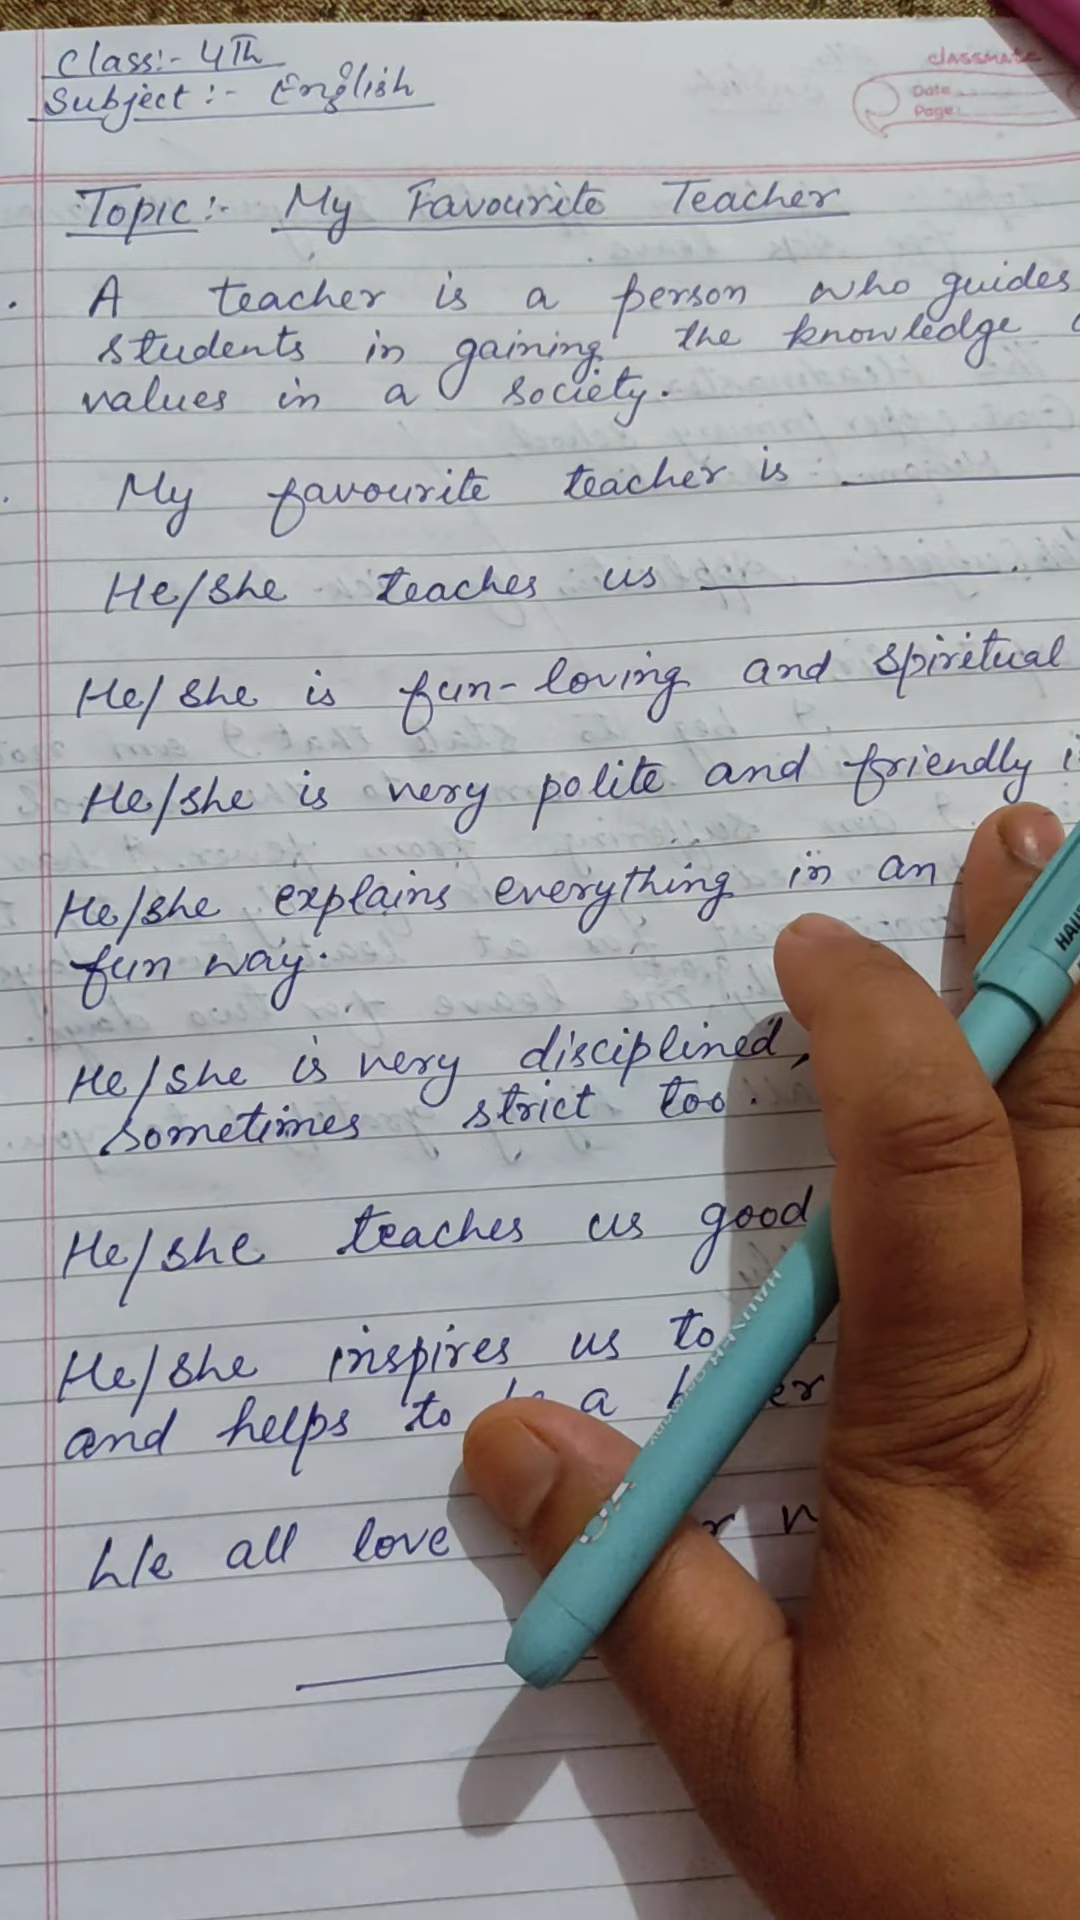 Class:- 4Th
Subject:- English
classmate
Date
Page
Topic:- My Favourite Teacher
. A teacher is a person who guides
students in gaining the knowledge
values in a society.
. My favourite teacher is
He/she teaches us .
He/she is fun-loving and spiritual
He/she is very polite and friendly
He/she explains everything in an
fun way.
He/she is very disciplined,
sometimes strict too.
He/she teaches us good
He/she inspires us to
and helps to a
We all love
HAUSER